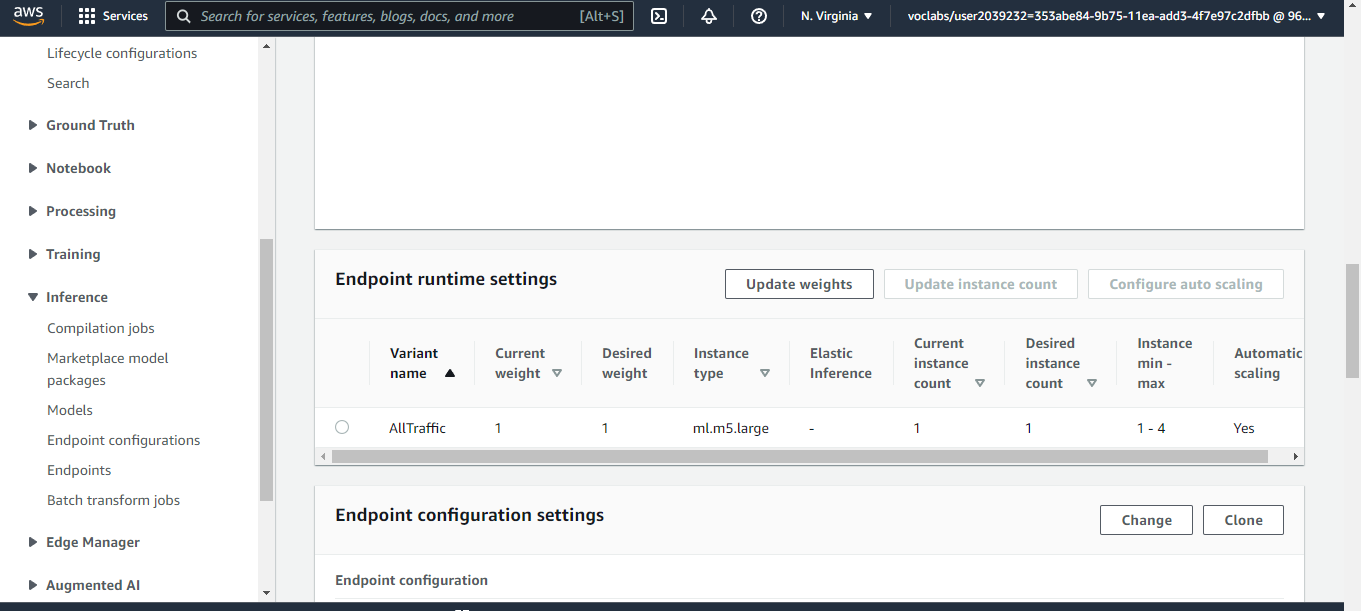 aws
Services
Search for services, features, blogs, docs, and more [Alt+S]
N. Virginia
voclabs/user2039232=353abe84-9b75-11ea-add3-4f7e97c2dfbb @ 96...
Lifecycle configurations
Search
Ground Truth
Notebook
Processing
Training
Inference
Compilation jobs
Marketplace model
packages
Models
Endpoint configurations
Endpoints
Batch transform jobs
Edge Manager
Augmented AI
Endpoint runtime settings
Update weights
Update instance count
Configure auto scaling
Variant name
Current weight
Desired weight
Instance type
Elastic Inference
Current instance count
Desired instance count
Instance min - max
Automatic scaling
AllTraffic 1 1 ml.m5.large - 1 1 1 - 4 Yes
Endpoint configuration settings
Change
Clone
Endpoint configuration